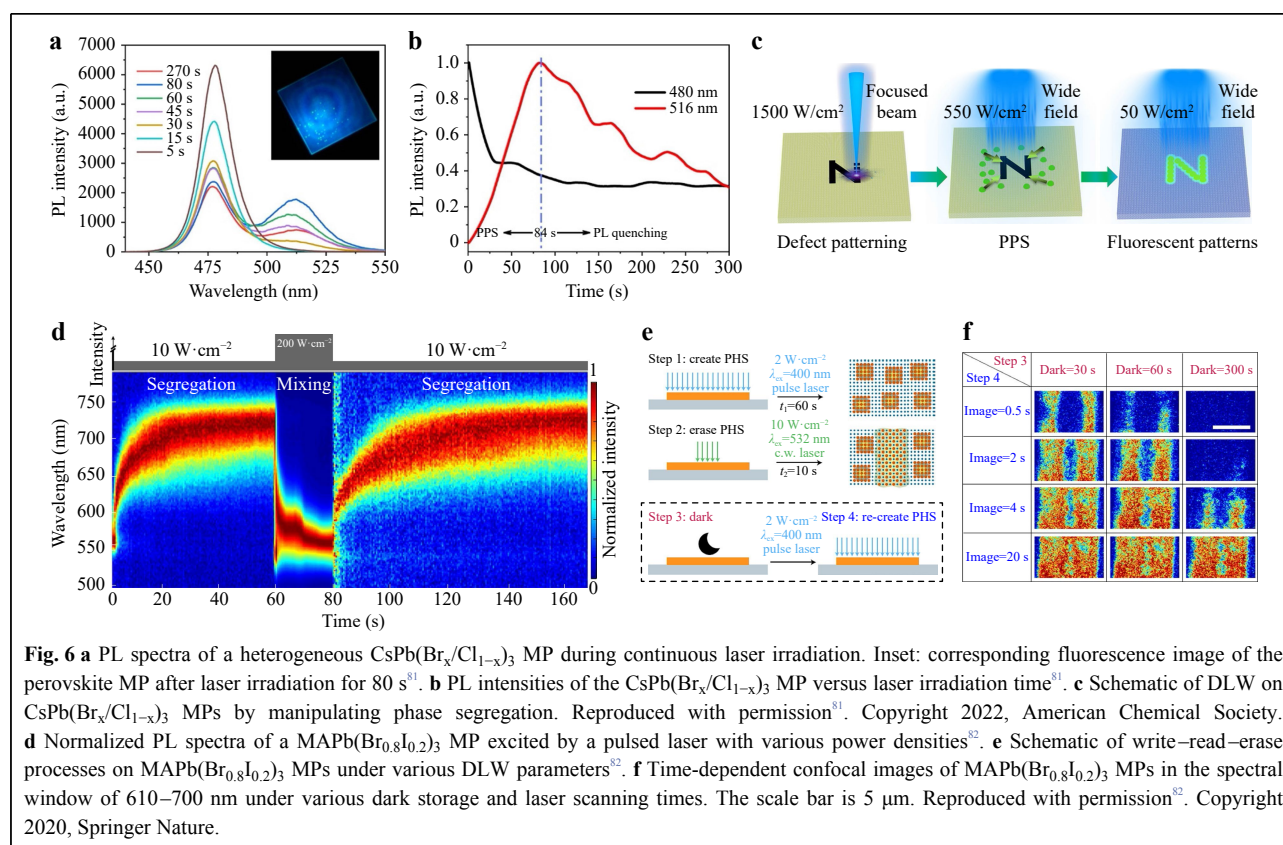 a
7000
6000
5000
4000
3000
2000
1000
0
PL intensity (a.u.)
270 s
80 s
60 s
45 s
30 s
15 s
5 s
450 475 500 525 550
Wavelength (nm)
b
1.0
0.8
0.6
0.4
0.2
0
PL intensity (a.u.)
480 nm
516 nm
PPS 84 s PL quenching
0 50 100 150 200 250 300
Time (s)
c
1500 W/cm²
Focused
beam
550 W/cm²
Wide
field
50 W/cm²
Wide
field
N
N
N
Defect patterning
PPS
Fluorescent patterns
d
Intensity
10 W·cm⁻²
200 W·cm⁻²
10 W·cm⁻²
Segregation
Mixing
Segregation
750
700
650
600
550
500
Wavelength (nm)
0 20 40 60 80 100 120 140 160
Time (s)
1
0
Normalized intensity
e
Step 1: create PHS
2 W·cm⁻²
λex=400 nm
pulse laser
t₁=60 s
Step 2: erase PHS
10 W·cm⁻²
λex=532 nm
c.w. laser
t₂=10 s
Step 3: dark
2 W·cm⁻²
λex=400 nm
pulse laser
Step 4: re-create PHS
f
Step 3
Step 4
Dark=30 s
Dark=60 s
Dark=300 s
Image=0.5 s
Image=2 s
Image=4 s
Image=20 s
Fig. 6 a PL spectra of a heterogeneous CsPb(Brx/Cl1−x)3 MP during continuous laser irradiation. Inset: corresponding fluorescence image of the
perovskite MP after laser irradiation for 80 s⁸¹. b PL intensities of the CsPb(Brx/Cl1−x)3 MP versus laser irradiation time⁸¹. c Schematic of DLW on
CsPb(Brx/Cl1−x)3 MPs by manipulating phase segregation. Reproduced with permission⁸¹. Copyright 2022, American Chemical Society.
d Normalized PL spectra of a MAPb(Br0.8I0.2)3 MP excited by a pulsed laser with various power densities⁸². e Schematic of write−read−erase
processes on MAPb(Br0.8I0.2)3 MPs under various DLW parameters⁸². f Time-dependent confocal images of MAPb(Br0.8I0.2)3 MPs in the spectral
window of 610−700 nm under various dark storage and laser scanning times. The scale bar is 5 μm. Reproduced with permission⁸². Copyright
2020, Springer Nature.